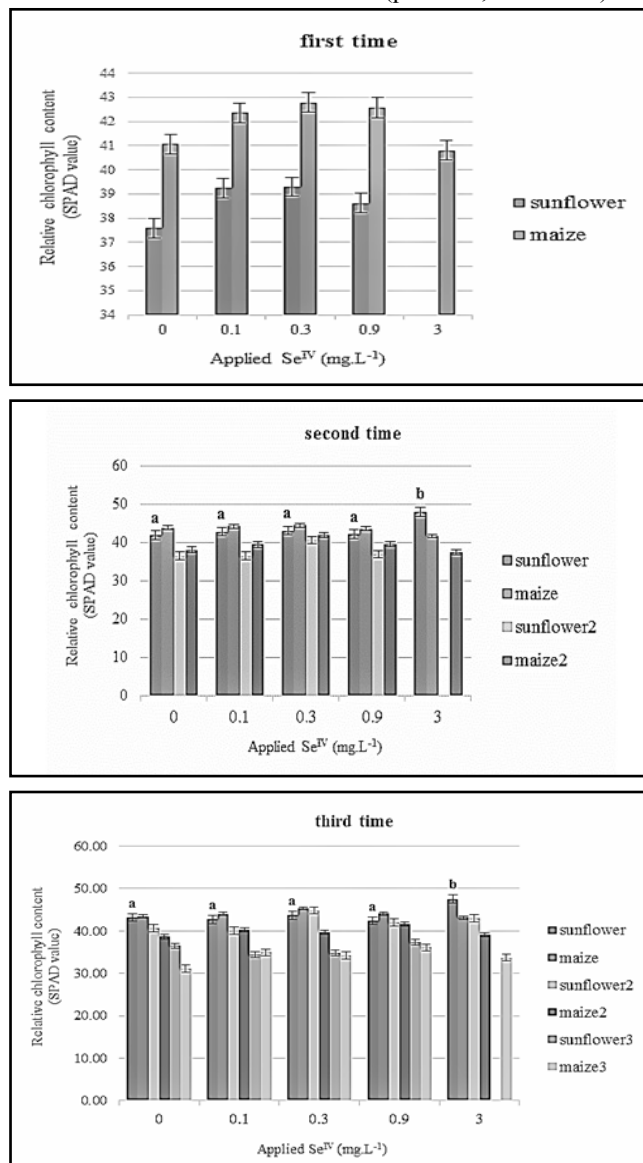 first time
Relative chlorophyll content
(SPAD value)
44
43
42
41
40
39
38
37
36
35
34
0 0.1 0.3 0.9 3
Applied Se^IV (mg.L⁻¹)
sunflower
maize
second time
Relative chlorophyll content
(SPAD value)
60
50
40
30
20
10
0
a a a a b
0 0.1 0.3 0.9 3
Applied Se^IV (mg.L⁻¹)
sunflower
maize
sunflower2
maize2
third time
Relative chlorophyll content
(SPAD value)
60.00
50.00
40.00
30.00
20.00
10.00
0.00
a a a a b
0 0.1 0.3 0.9 3
Applied Se^IV (mg.L⁻¹)
sunflower
maize
sunflower2
maize2
sunflower3
maize3